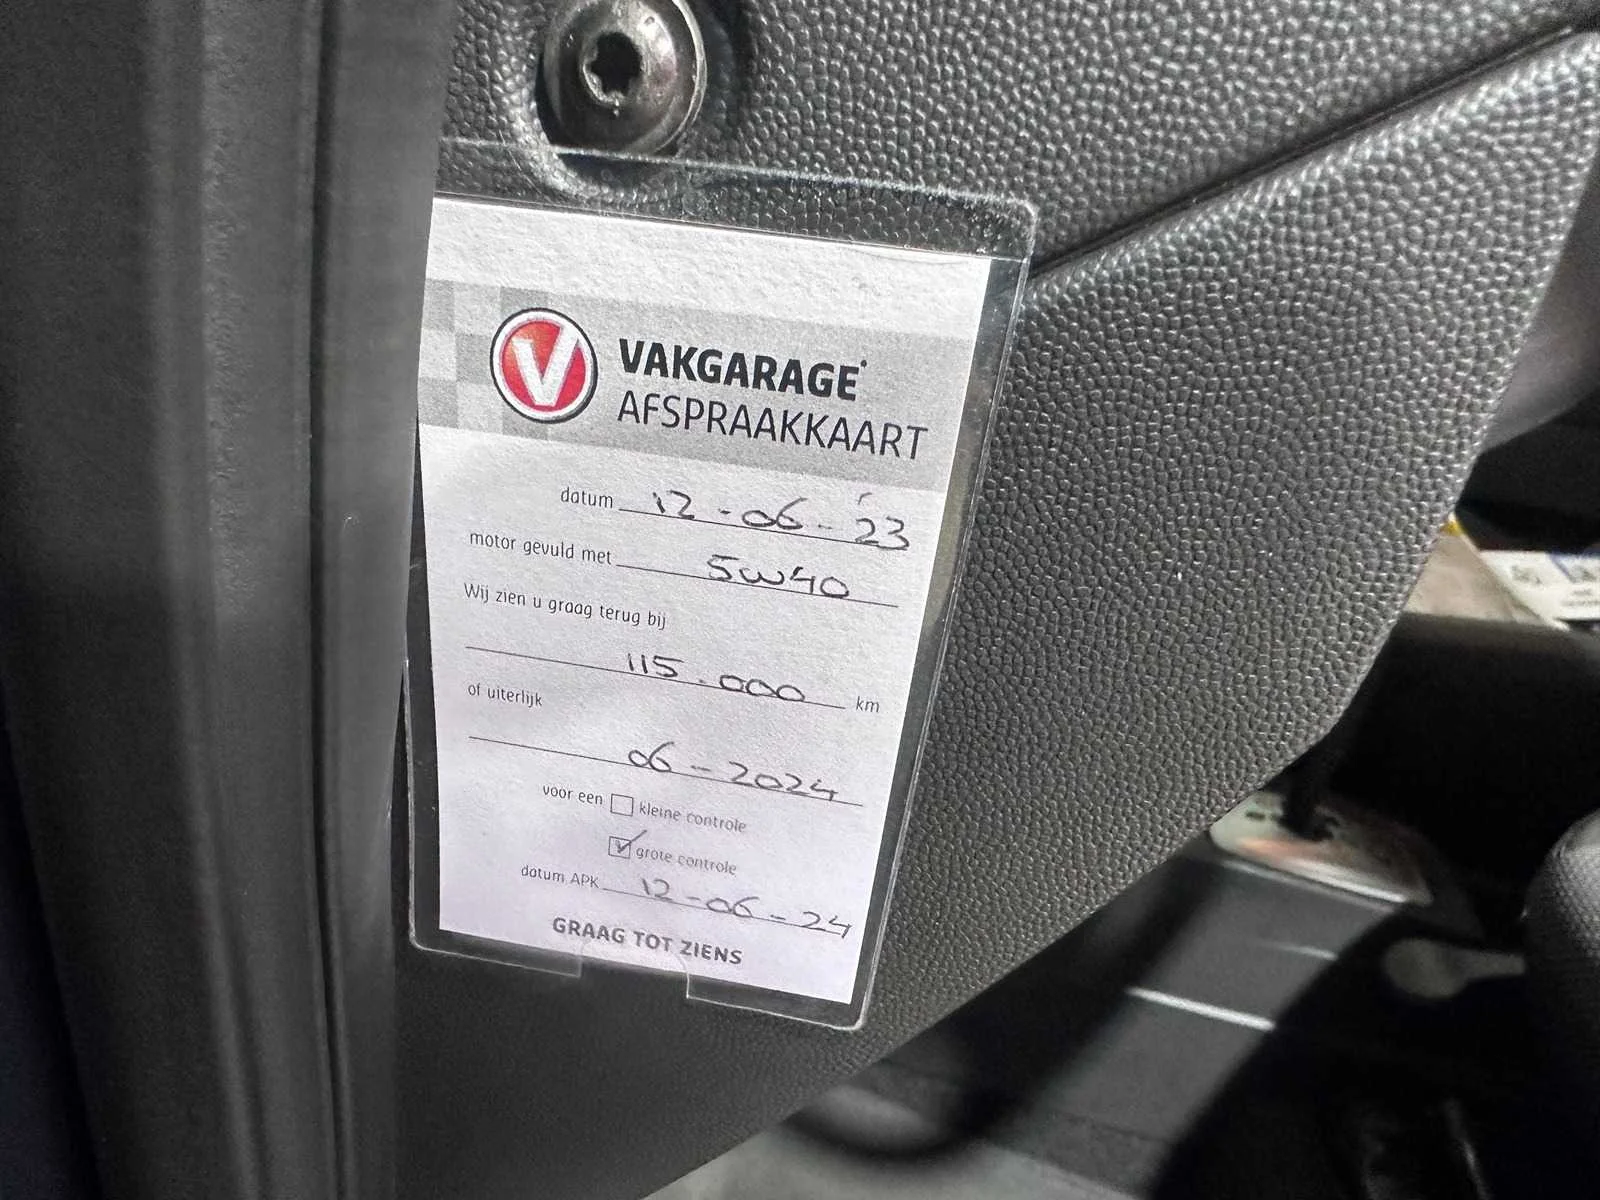 V VAKGARAGE®
AFSPRAAKKAART
datum 12-06-23
motor gevuld met 5w40
Wij zien u graag terug bij
115.000 km
of uiterlijk
06-2024
voor een ☐ kleine controle
☑ grote controle
datum APK 12-06-24
GRAAG TOT ZIENS